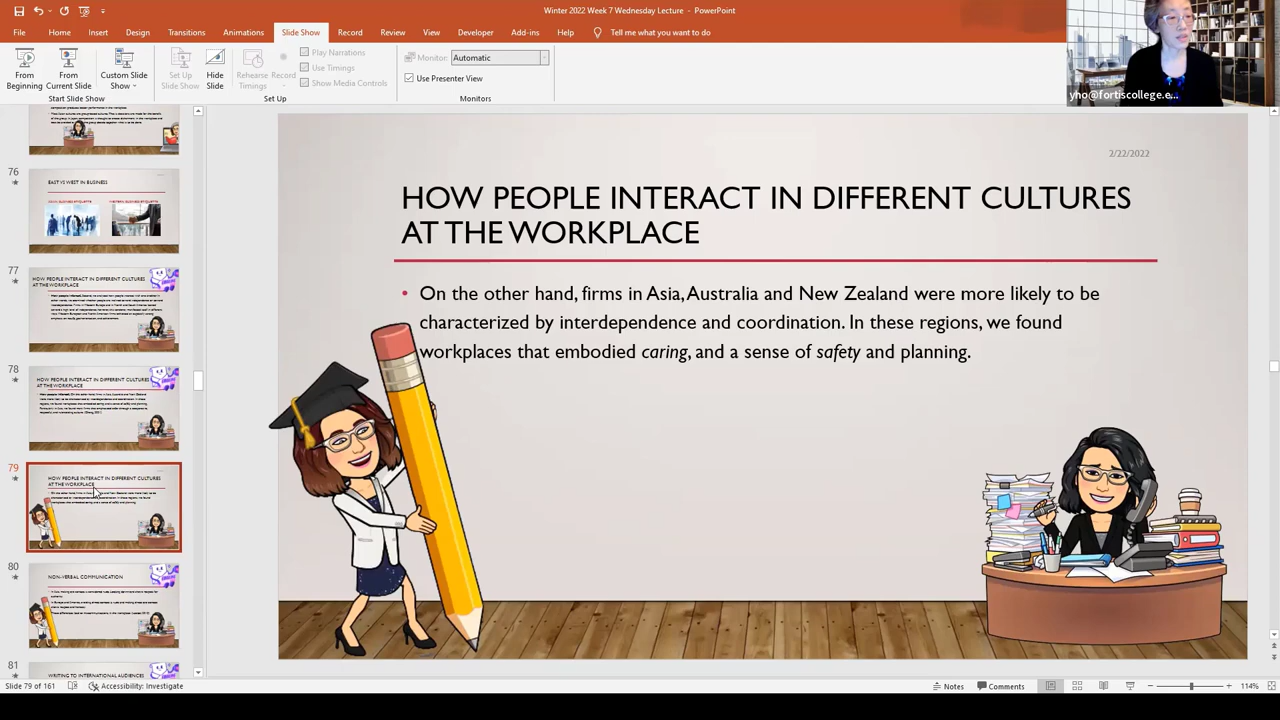 Winter 2022 Week 7 Wednesday Lecture - PowerPoint
File Home Insert Design Transitions Animations Slide Show Record Review View Developer Add-ins Help Tell me what you want to do
From Beginning
From Current Slide
Custom Slide Show
Set Up Slide Show
Hide Slide
Rehearse Timings
Record
Play Narrations
Use Timings
Show Media Controls
Monitor: Automatic
Use Presenter View
Start Slide Show Set Up Monitors
yho@fortiscollege.e...
76
EAST VS WEST IN BUSINESS
77
HOW PEOPLE INTERACT IN DIFFERENT CULTURES
AT THE WORKPLACE
78
HOW PEOPLE INTERACT IN DIFFERENT CULTURES
AT THE WORKPLACE
79
HOW PEOPLE INTERACT IN DIFFERENT CULTURES
AT THE WORKPLACE
80
NON-VERBAL COMMUNICATION
81
WRITING TO INTERNATIONAL AUDIENCES
2/22/2022
HOW PEOPLE INTERACT IN DIFFERENT CULTURES
AT THE WORKPLACE
• On the other hand, firms in Asia, Australia and New Zealand were more likely to be
characterized by interdependence and coordination. In these regions, we found
workplaces that embodied caring, and a sense of safety and planning.
Slide 79 of 161 Accessibility: Investigate Notes Comments 114%